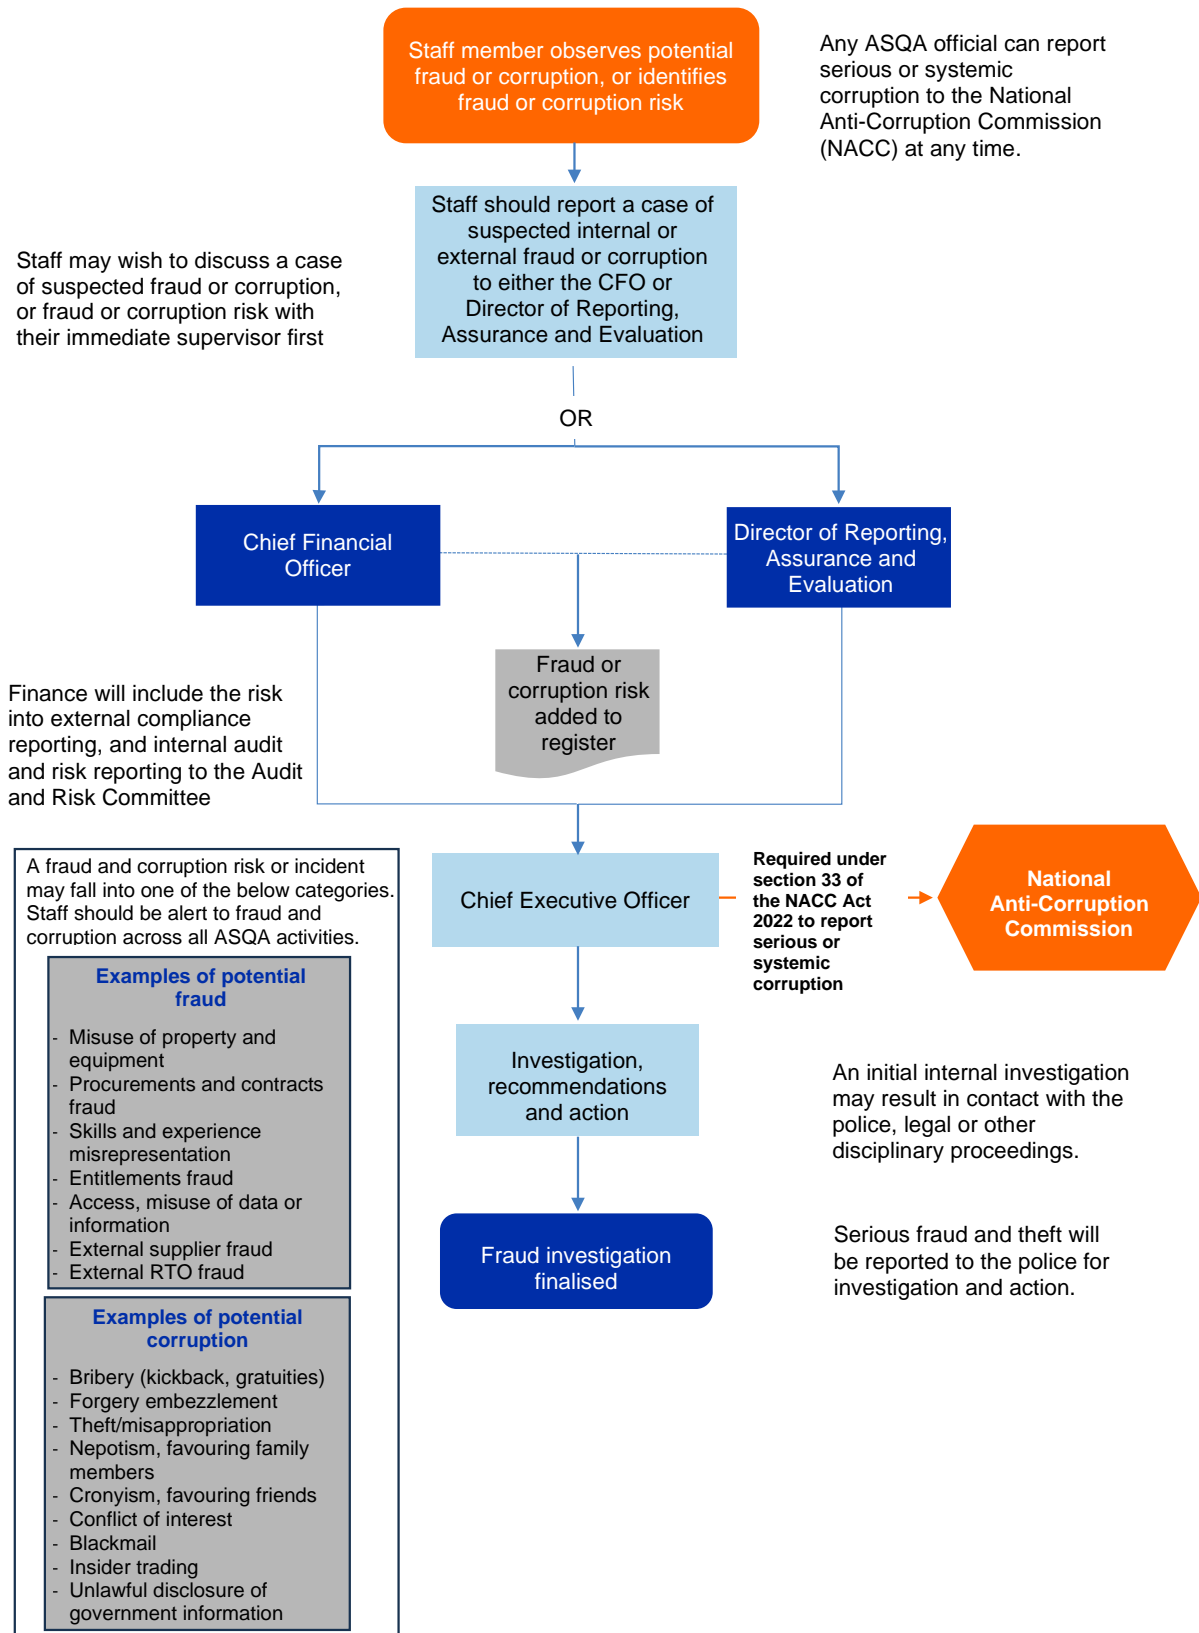 Staff member observes potential
fraud or corruption, or identifies
fraud or corruption risk
Any ASQA official can report
serious or systemic
corruption to the National
Anti-Corruption Commission
(NACC) at any time.
Staff should report a case of
suspected internal or
external fraud or corruption
to either the CFO or
Director of Reporting,
Assurance and Evaluation
Staff may wish to discuss a case
of suspected fraud or corruption,
or fraud or corruption risk with
their immediate supervisor first
OR
Chief Financial
Officer
Director of Reporting,
Assurance and
Evaluation
Fraud or
corruption risk
added to
register
Finance will include the risk
into external compliance
reporting, and internal audit
and risk reporting to the Audit
and Risk Committee
Chief Executive Officer
Required under
section 33 of
the NACC Act
2022 to report
serious or
systemic
corruption
National
Anti-Corruption
Commission
A fraud and corruption risk or incident
may fall into one of the below categories.
Staff should be alert to fraud and
corruption across all ASQA activities.
Examples of potential
fraud
- Misuse of property and
equipment
- Procurements and contracts
fraud
- Skills and experience
misrepresentation
- Entitlements fraud
- Access, misuse of data or
information
- External supplier fraud
- External RTO fraud
Examples of potential
corruption
- Bribery (kickback, gratuities)
- Forgery embezzlement
- Theft/misappropriation
- Nepotism, favouring family
members
- Cronyism, favouring friends
- Conflict of interest
- Blackmail
- Insider trading
- Unlawful disclosure of
government information
Investigation,
recommendations
and action
An initial internal investigation
may result in contact with the
police, legal or other
disciplinary proceedings.
Fraud investigation
finalised
Serious fraud and theft will
be reported to the police for
investigation and action.